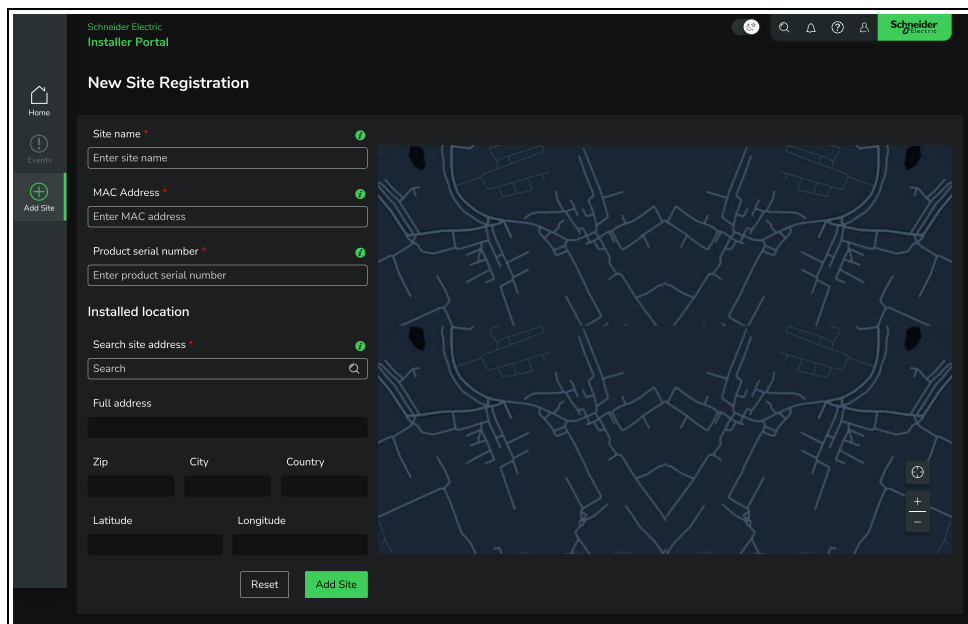 Schneider Electric
Installer Portal
Schneider
Electric
Home
Events
Add Site
New Site Registration
Site name *
Enter site name
MAC Address *
Enter MAC address
Product serial number *
Enter product serial number
Installed location
Search site address *
Search
Full address
Zip City Country
Latitude Longitude
Reset Add Site